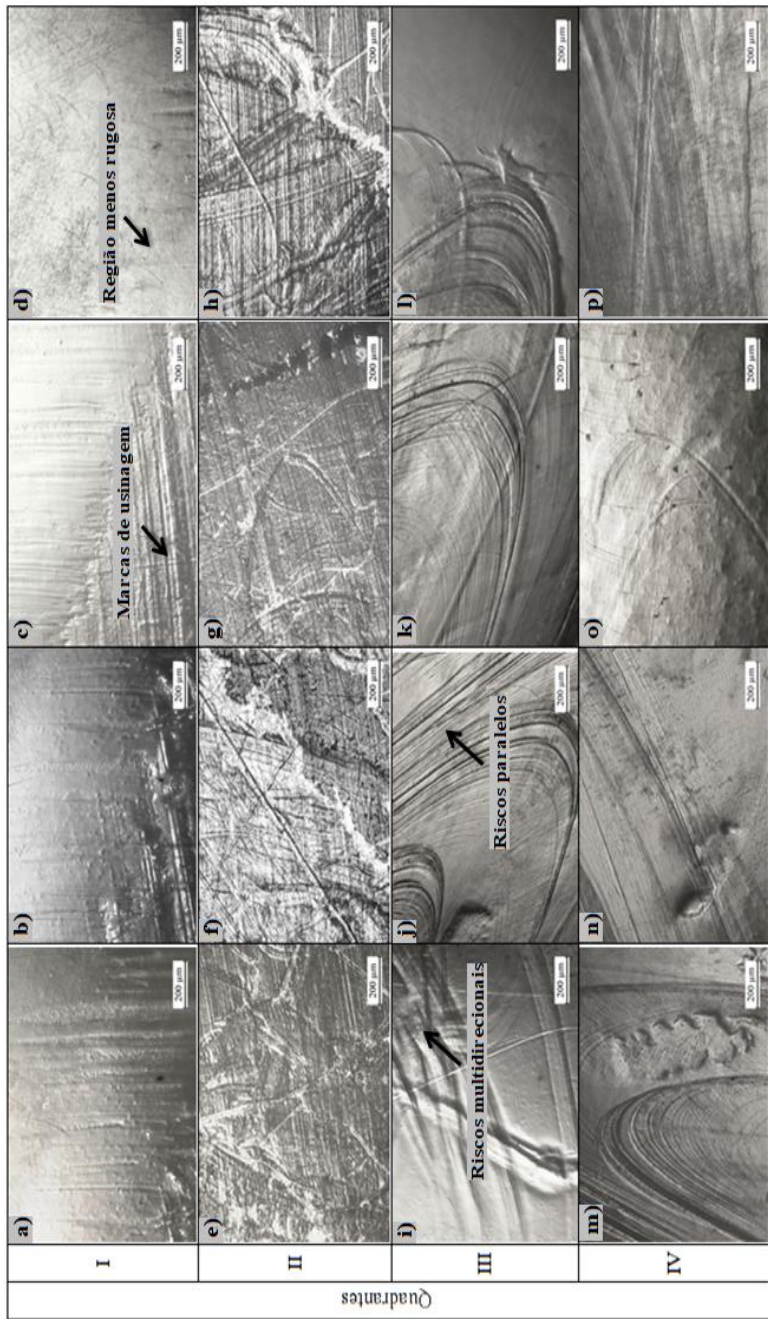 Quadrantes
I
a)
200 µm
b)
200 µm
c)
Marcas de usinagem
200 µm
d)
Região menos rugosa
200 µm
II
e)
200 µm
f)
200 µm
g)
200 µm
h)
200 µm
III
i)
Riscos multidirecionais
200 µm
j)
Riscos paralelos
200 µm
k)
200 µm
l)
200 µm
IV
m)
200 µm
n)
200 µm
o)
200 µm
p)
200 µm